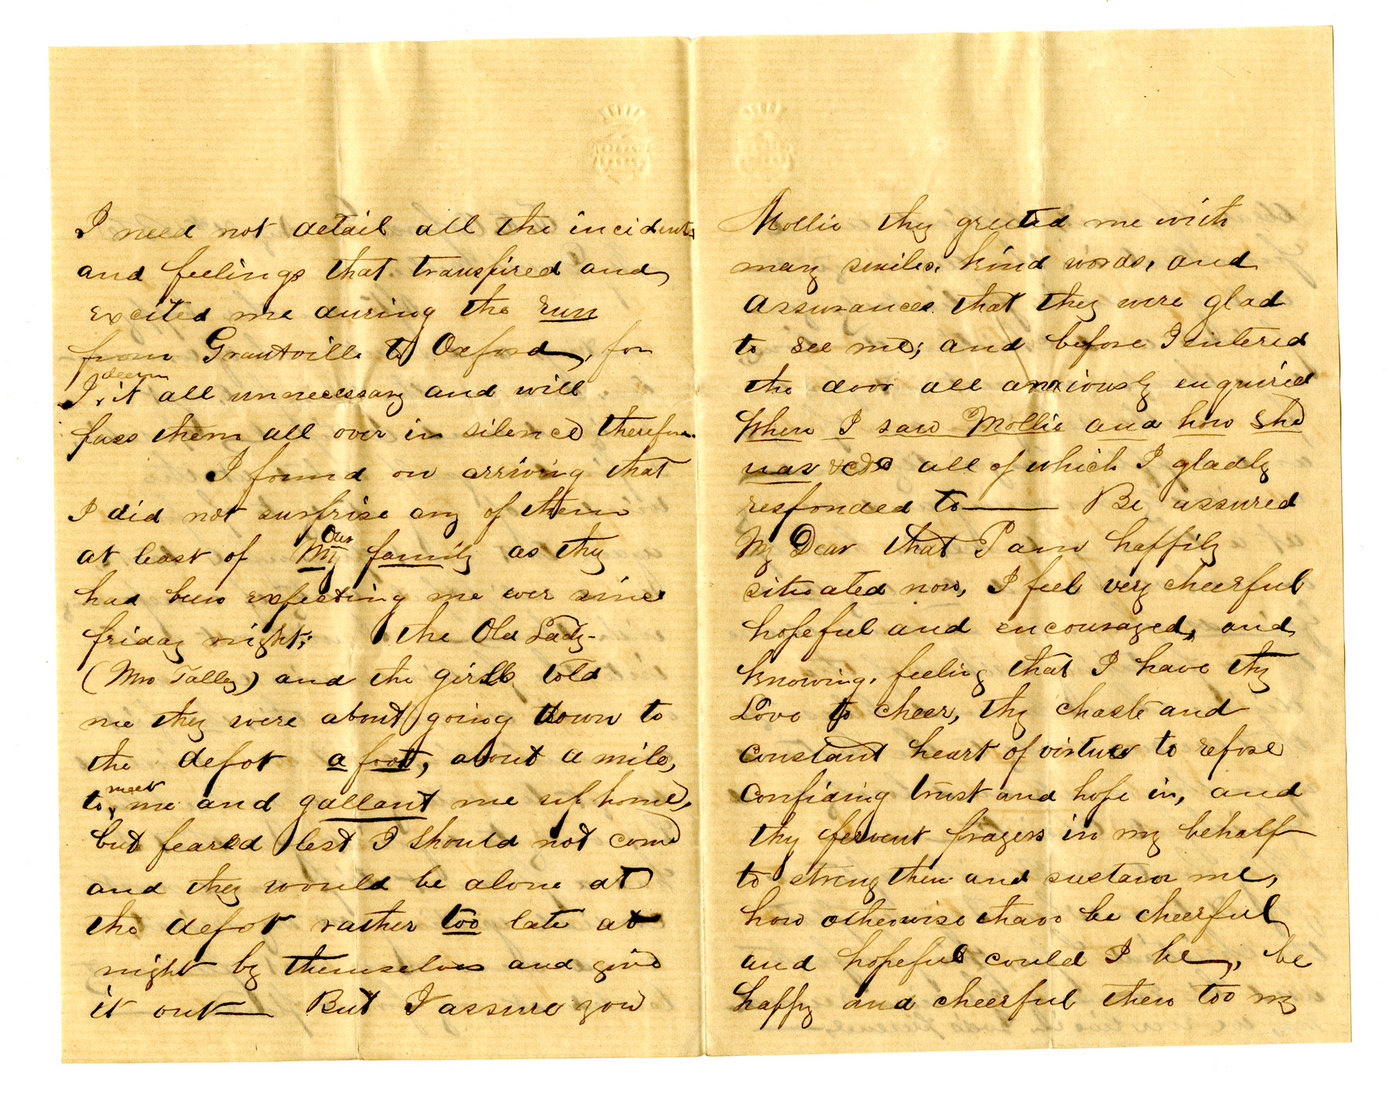 I need not detail all the incidents
and feelings that transpired and
excited me during the run
from Grantville to Oxford, for
deem
I, it all unnecessary and will
pass them all over in silence therefore.
I found on arriving that
I did not surprise any of them
Our
at least of My family as they
had been expecting me ever since
friday night; the Old Lady-
(Mrs Talley) and the girls told
me they were about going down to
the depot a foot, about a mile,
meet
to, me and gallant me up home,
but feared lest I should not come
and they would be alone at
the depot rather too late at
night by themselves and give
it out— But I assure you
Mollie they greeted me with
many smiles, kind words, and
assurances that they were glad
to see me; and before I entered
the door all anxiously enquired
When I saw Mollie and how she
was all of which I gladly
responded to— Be assured
My Dear that I am happily
situated now, I feel very cheerful
hopeful and encouraged, and
knowing, feeling that I have thy
Love to cheer, thy chaste and
constant heart of virtue to repose
confiding trust and hope in, and
thy fervent prayers in my behalf
to strengthen and sustain me,
how otherwise than be cheerful
and hopeful could I be, be
happy and cheerful then too my